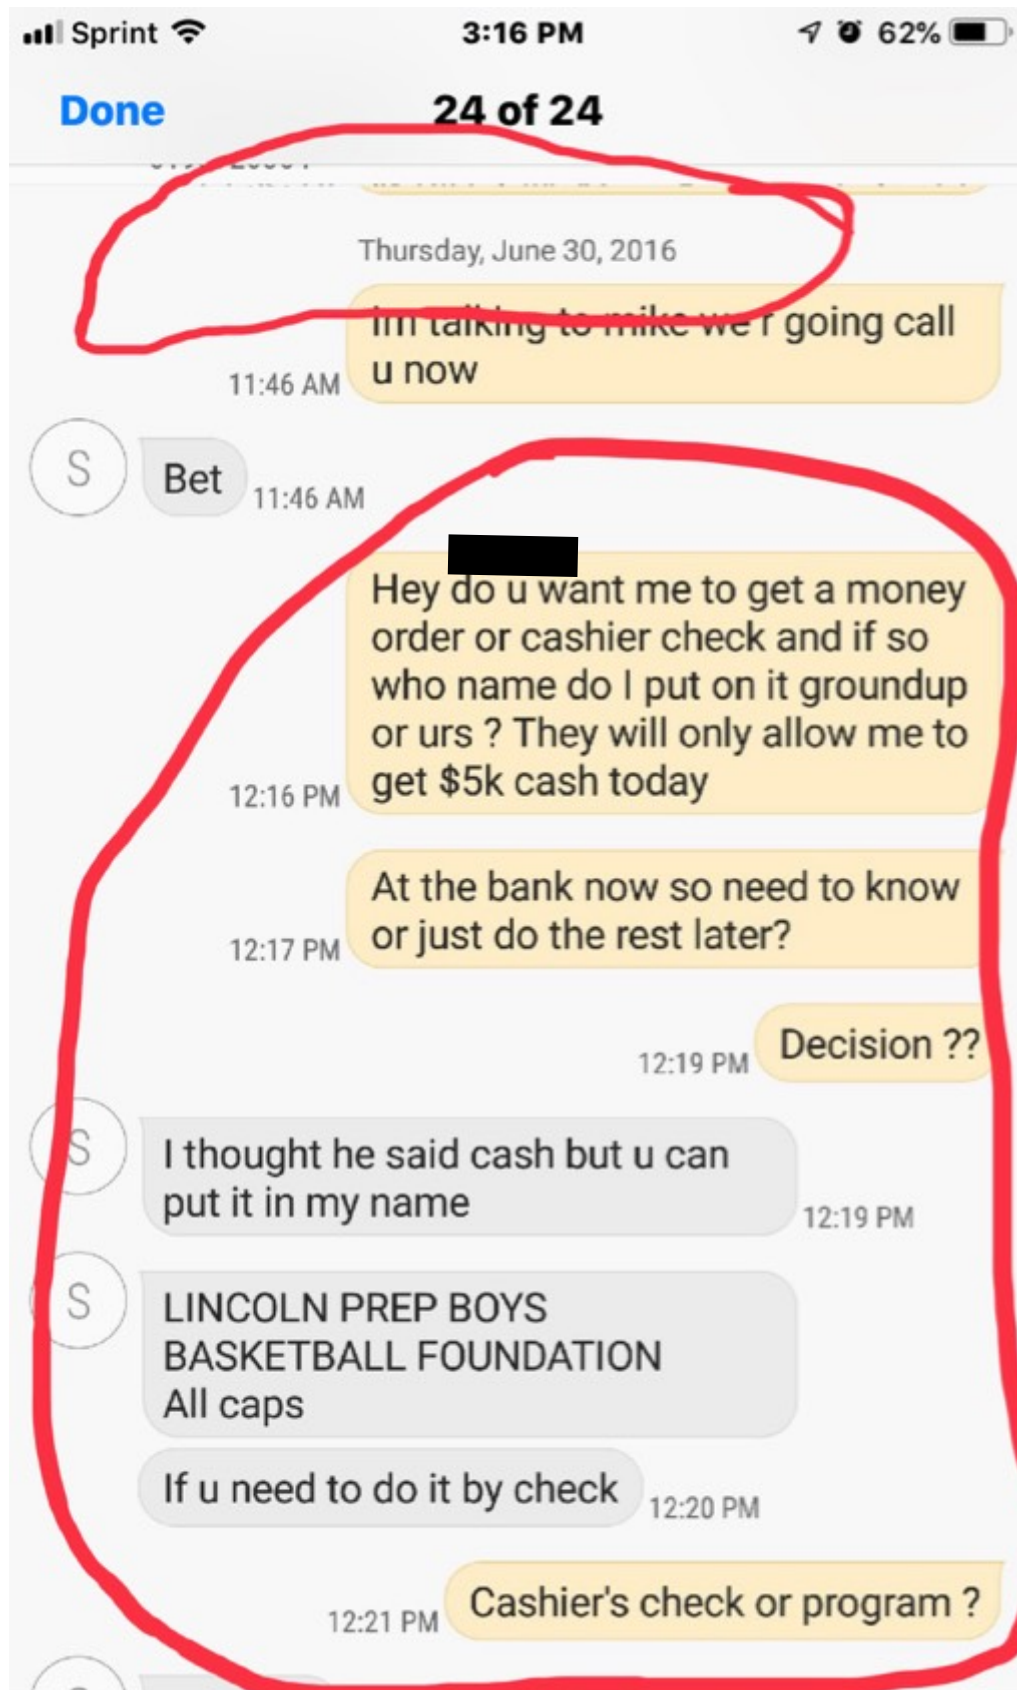 Sprint
3:16 PM
62%
Done
24 of 24
Thursday, June 30, 2016
Im talking to mike we r going call
u now
11:46 AM
S
Bet
11:46 AM
Hey do u want me to get a money
order or cashier check and if so
who name do I put on it groundup
or urs ? They will only allow me to
get $5k cash today
12:16 PM
At the bank now so need to know
or just do the rest later?
12:17 PM
Decision ??
12:19 PM
S
I thought he said cash but u can
put it in my name
12:19 PM
S
LINCOLN PREP BOYS
BASKETBALL FOUNDATION
All caps
If u need to do it by check
12:20 PM
Cashier's check or program ?
12:21 PM